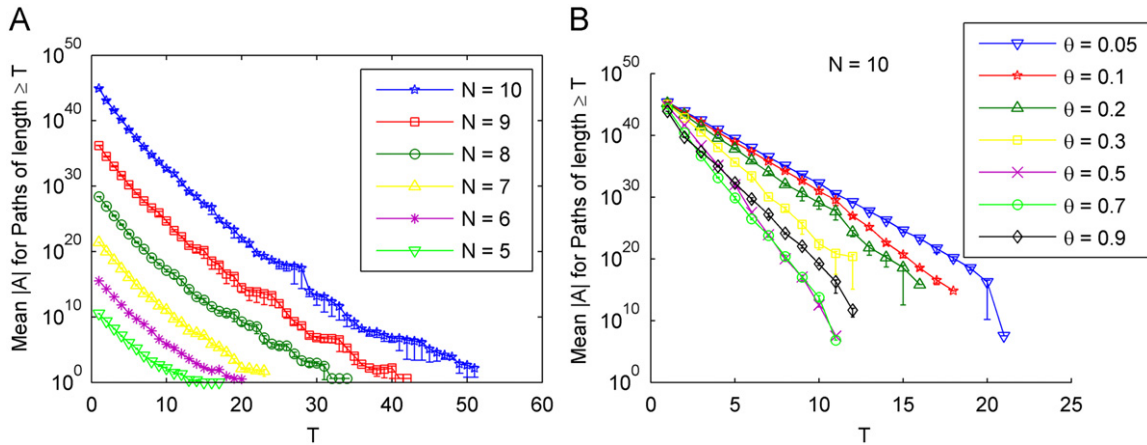 A
Mean |A| for Paths of length ≥ T
10^50
10^40
10^30
10^20
10^10
10^0
0
10
20
30
40
50
60
T
N = 10
N = 9
N = 8
N = 7
N = 6
N = 5
B
N = 10
Mean |A| for Paths of length ≥ T
10^50
10^40
10^30
10^20
10^10
10^0
0
5
10
15
20
25
T
θ = 0.05
θ = 0.1
θ = 0.2
θ = 0.3
θ = 0.5
θ = 0.7
θ = 0.9